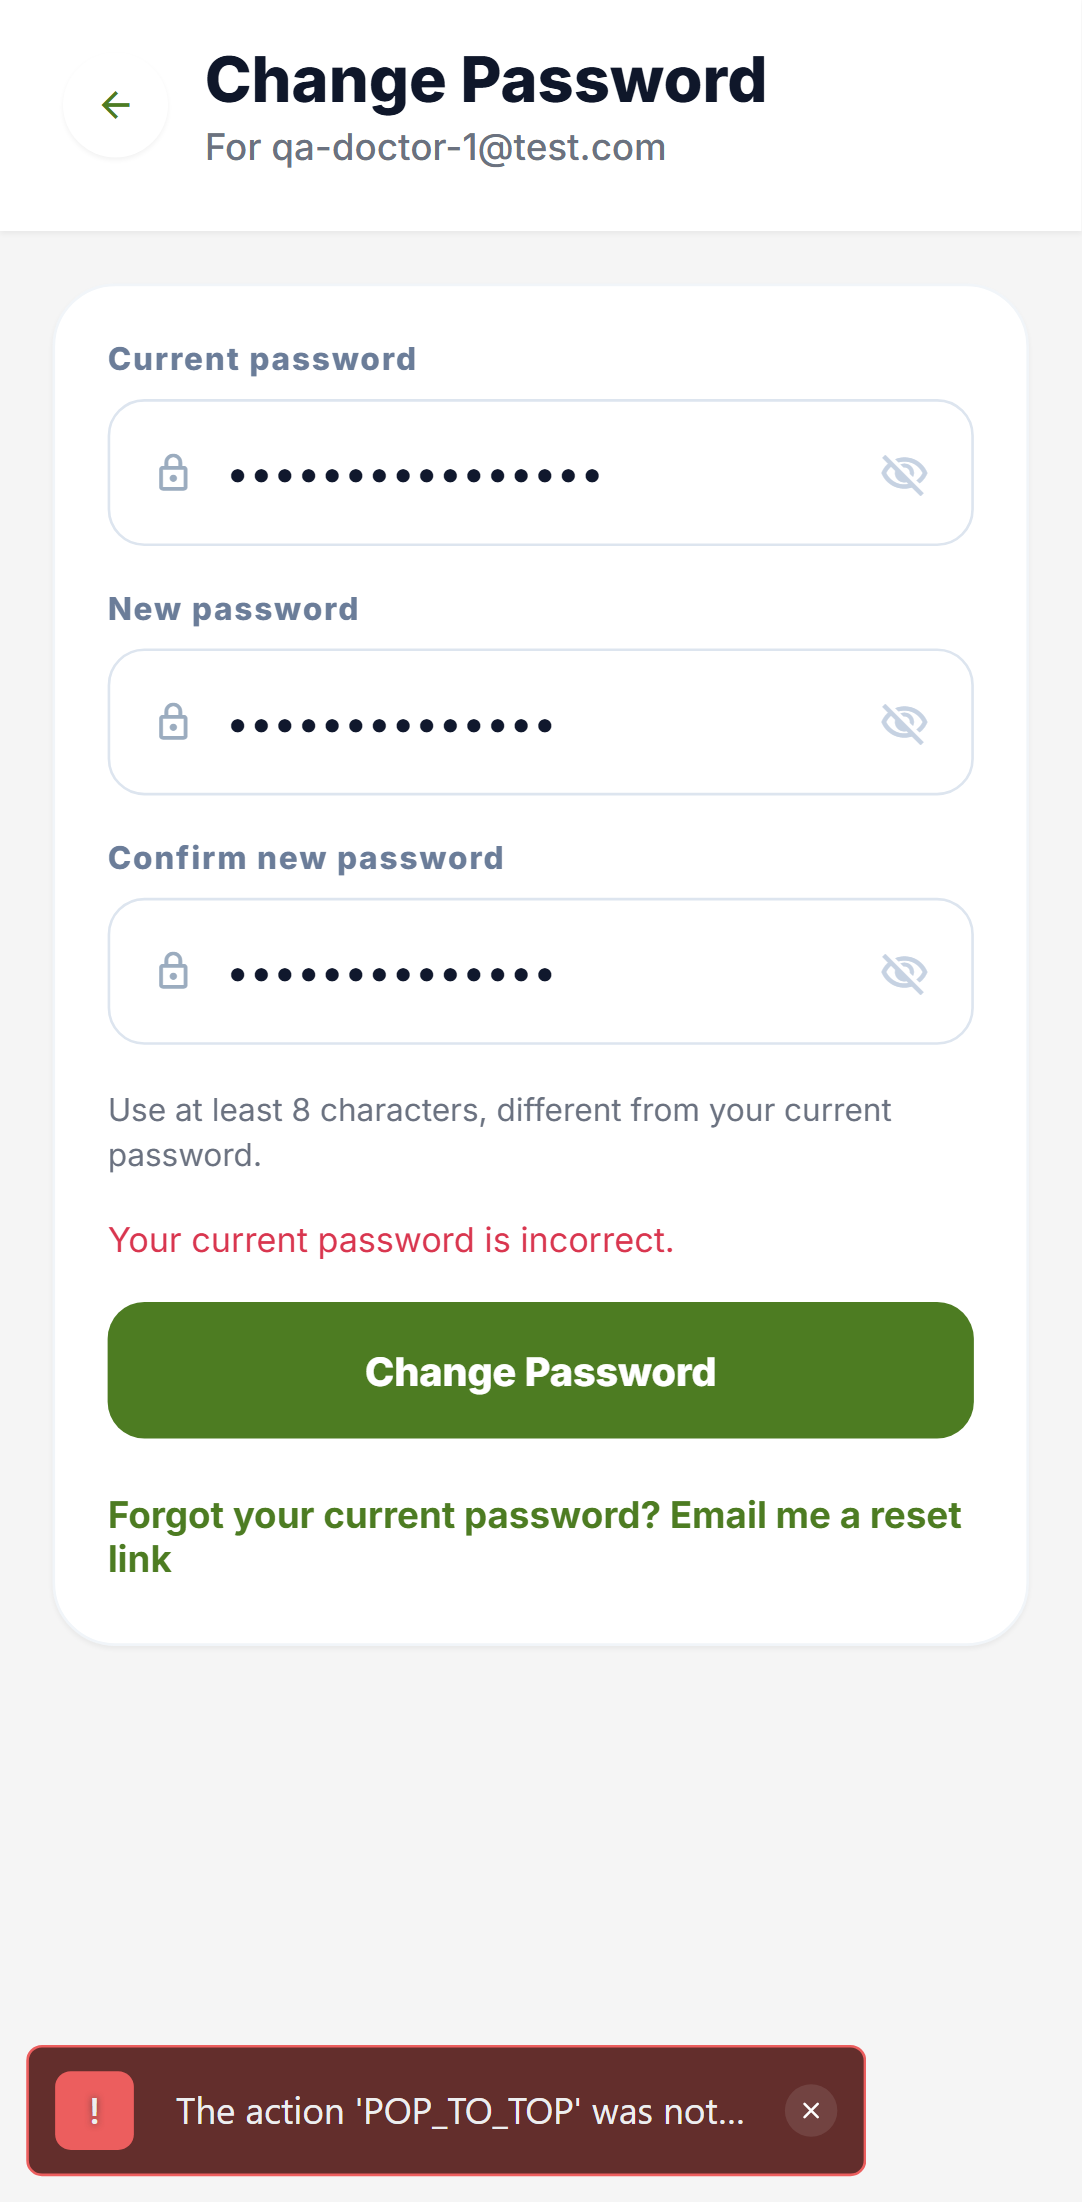 Change Password
For qa-doctor-1@test.com
Current password
••••••••••••••••
New password
••••••••••••••
Confirm new password
••••••••••••••
Use at least 8 characters, different from your current
password.
Your current password is incorrect.
Change Password
Forgot your current password? Email me a reset
link
! The action 'POP_TO_TOP' was not...